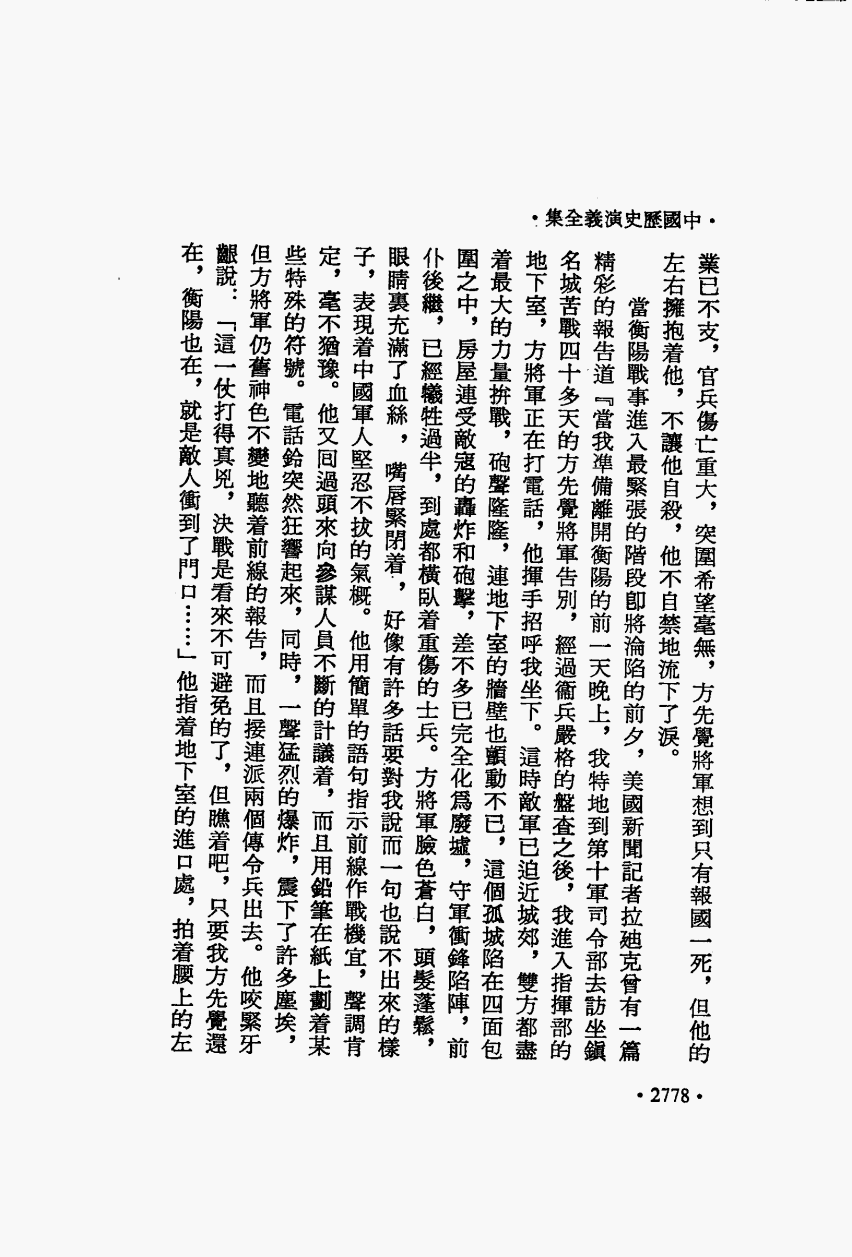 •中國歷史演義全集•
業已不支，官兵傷亡重大，突圍希望毫無，方先覺將軍想到只有報國一死，但他的
左右擁抱着他，不讓他自殺，他不自禁地流下了淚。
當衡陽戰事進入最緊張的階段卽將淪陷的前夕，美國新聞記者拉廸克曾有一篇
精彩的報告道『當我準備離開衡陽的前一天晚上，我特地到第十軍司令部去訪坐鎭
名城苦戰四十多天的方先覺將軍告別，經過衞兵嚴格的盤查之後，我進入指揮部的
地下室，方將軍正在打電話，他揮手招呼我坐下。這時敵軍已迫近城郊，雙方都盡
着最大的力量拚戰，砲聲隆隆，連地下室的牆壁也顫動不已，這個孤城陷在四面包
圍之中，房屋連受敵寇的轟炸和砲擊，差不多已完全化爲廢墟，守軍衝鋒陷陣，前
仆後繼，已經犧牲過半，到處都橫臥着重傷的士兵。方將軍臉色蒼白，頭髮蓬鬆，
眼睛裏充滿了血絲，嘴唇緊閉着，好像有許多話要對我說而一句也說不出來的樣
子，表現着中國軍人堅忍不拔的氣槪。他用簡單的語句指示前線作戰機宜，聲調肯
定，毫不猶豫。他又囘過頭來向參謀人員不斷的計議着，而且用鉛筆在紙上劃着某
些特殊的符號。電話鈴突然狂響起來，同時，一聲猛烈的爆炸，震下了許多塵埃，
但方將軍仍舊神色不變地聽着前線的報告，而且接連派兩個傳令兵出去。他咬緊牙
齦說：「這一仗打得眞兇，決戰是看來不可避免的了，但瞧着吧，只要我方先覺還
在，衡陽也在，就是敵人衝到了門口……」他指着地下室的進口處，拍着腰上的左
•2778•